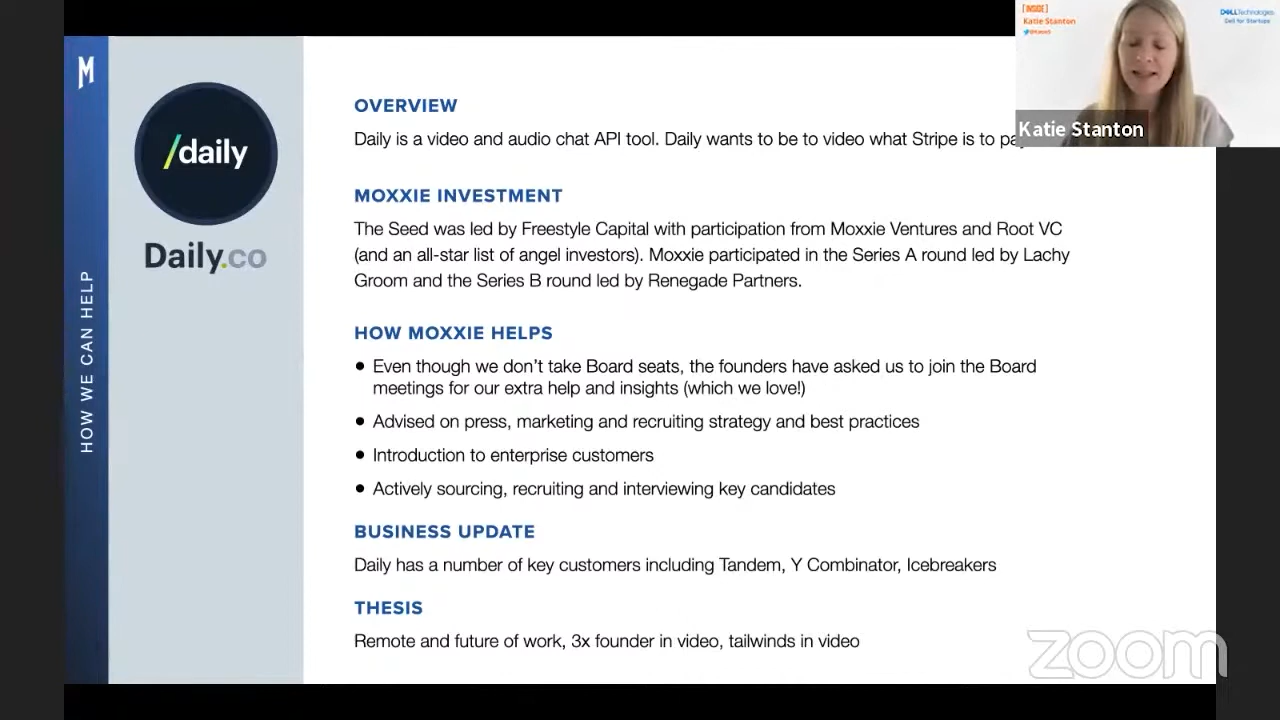 M
HOW WE CAN HELP
/daily
Daily.co
OVERVIEW
Daily is a video and audio chat API tool. Daily wants to be to video what Stripe is to
MOXXIE INVESTMENT
The Seed was led by Freestyle Capital with participation from Moxxie Ventures and Root VC
(and an all-star list of angel investors). Moxxie participated in the Series A round led by Lachy
Groom and the Series B round led by Renegade Partners.
HOW MOXXIE HELPS
● Even though we don't take Board seats, the founders have asked us to join the Board
meetings for our extra help and insights (which we love!)
● Advised on press, marketing and recruiting strategy and best practices
● Introduction to enterprise customers
● Actively sourcing, recruiting and interviewing key candidates
BUSINESS UPDATE
Daily has a number of key customers including Tandem, Y Combinator, Icebreakers
THESIS
Remote and future of work, 3x founder in video, tailwinds in video
[INSIDE]
Katie Stanton
DELLTechnologies
Dell for Startups
Katie Stanton
zoom